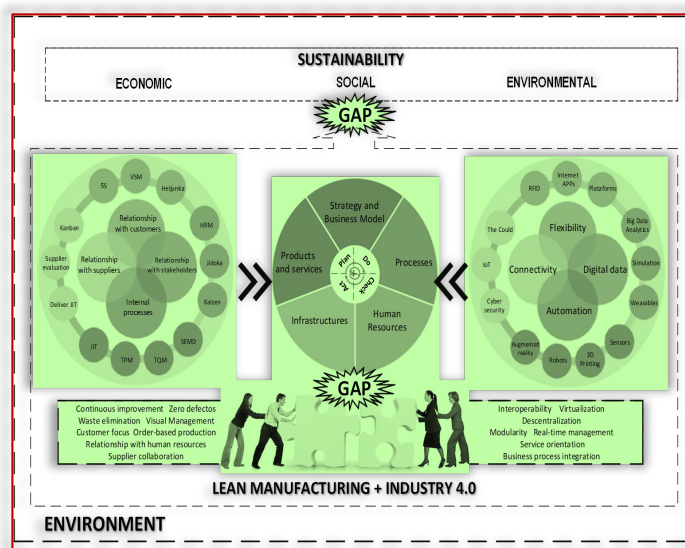 SUSTAINABILITY
ECONOMIC
SOCIAL
ENVIRONMENTAL
GAP
VSM
5S
Heijunka
Kanban
HRM
Supplier
evaluation
Jidoka
Deliver JIT
Kaizen
JIT
TPM
TQM
SEMD
Relationship
with customers
Relationship
with suppliers
Relationship
with stakeholders
Internal
processes
Strategy and
Business Model
Products
and services
Processes
Infrastructures
Human
Resources
Plan
Do
Check
Act
Internet
APPs
RFID
Plataforms
The Could
Big Data
Analytics
IoT
Simulation
Cyber
security
Wearables
Augmented
reality
Robots
3D
Printing
Sensors
Flexibility
Connectivity
Digital data
Automation
GAP
Continuous improvement Zero defectos
Waste elimination Visual Management
Customer focus Order-based production
Relationship with human resources
Supplier collaboration
Interoperability Virtualization
Descentralization
Modularity Real-time management
Service orientation
Business process integration
LEAN MANUFACTURING + INDUSTRY 4.0
ENVIRONMENT